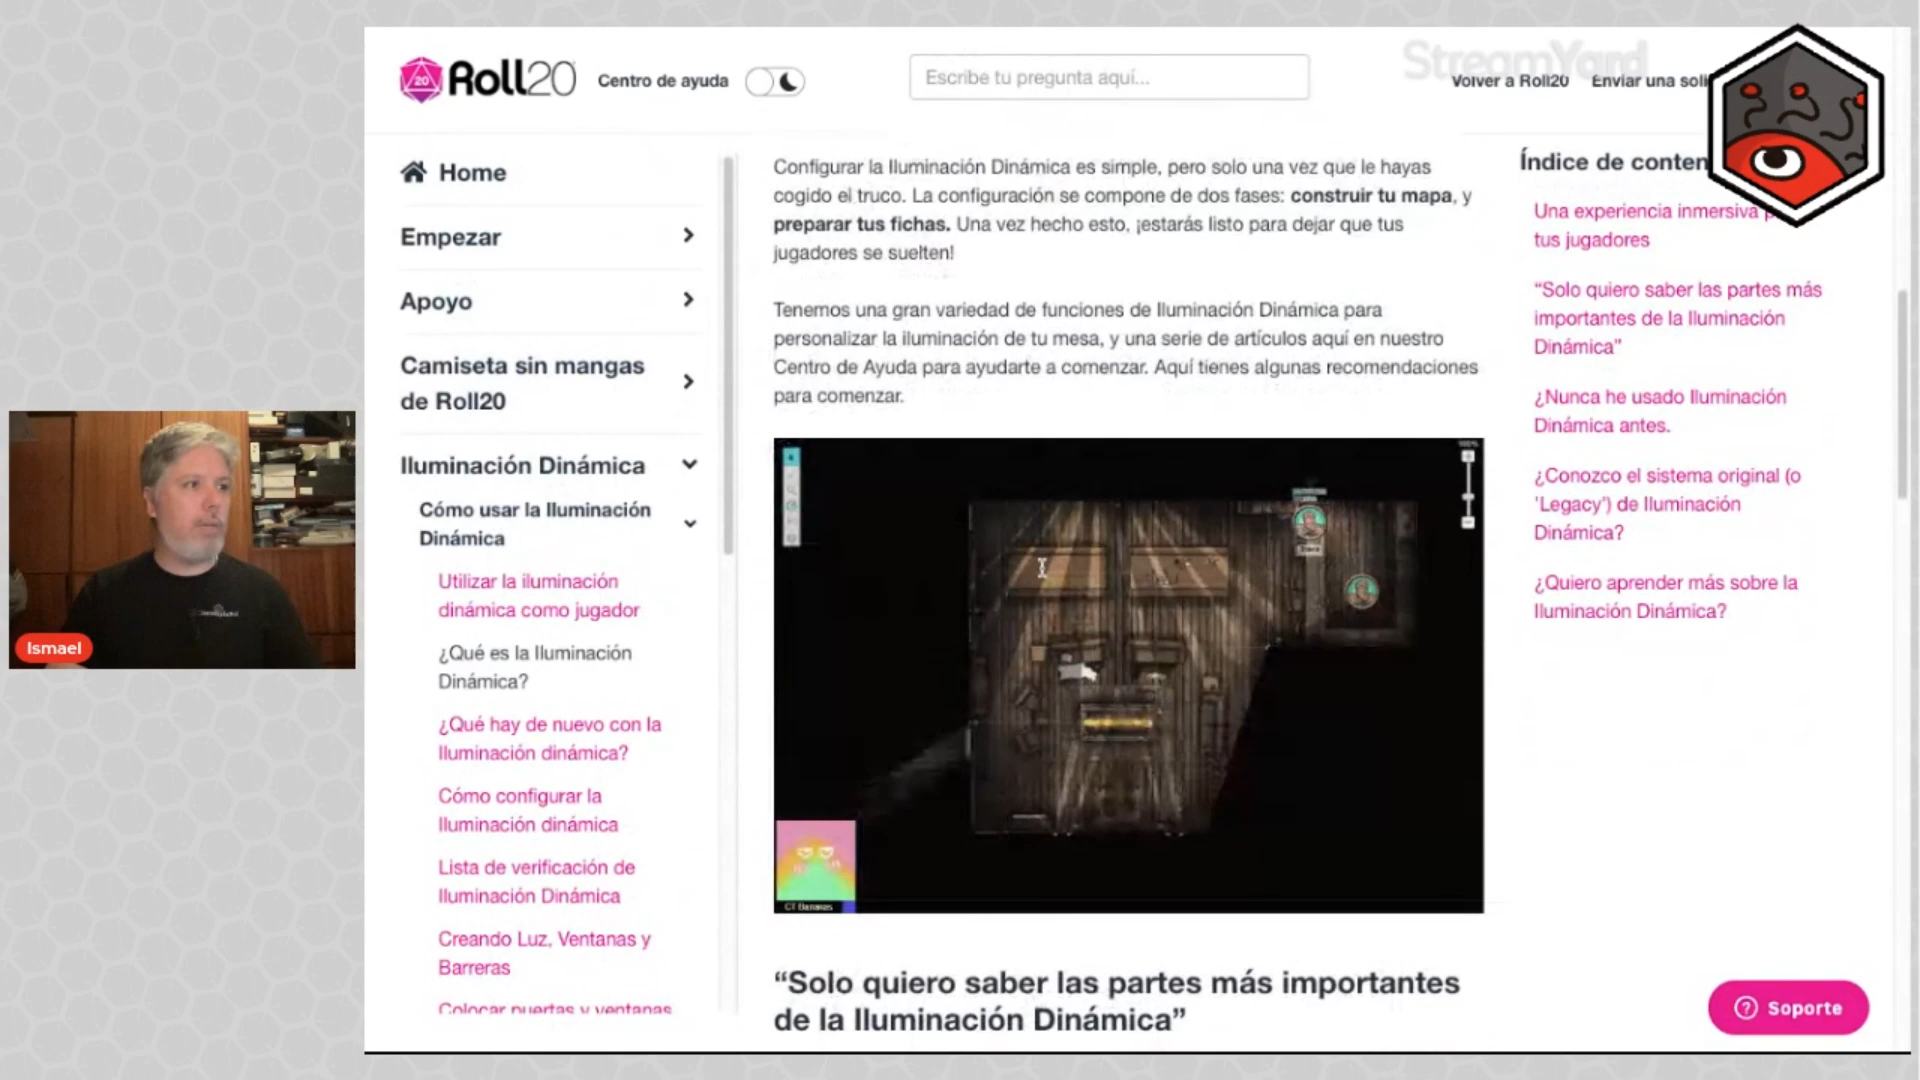 Roll20
20
Centro de ayuda
Escribe tu pregunta aquí...
StreamYard
Volver a Roll20
Enviar una soli
Home
Empezar
Apoyo
Camiseta sin mangas
de Roll20
Iluminación Dinámica
Cómo usar la Iluminación
Dinámica
Utilizar la iluminación
dinámica como jugador
¿Qué es la Iluminación
Dinámica?
¿Qué hay de nuevo con la
Iluminación dinámica?
Cómo configurar la
Iluminación dinámica
Lista de verificación de
Iluminación Dinámica
Creando Luz, Ventanas y
Barreras
Colocar puertas y ventanas
Configurar la Iluminación Dinámica es simple, pero solo una vez que le hayas
cogido el truco. La configuración se compone de dos fases: construir tu mapa, y
preparar tus fichas. Una vez hecho esto, ¡estarás listo para dejar que tus
jugadores se suelten!
Tenemos una gran variedad de funciones de Iluminación Dinámica para
personalizar la iluminación de tu mesa, y una serie de artículos aquí en nuestro
Centro de Ayuda para ayudarte a comenzar. Aquí tienes algunas recomendaciones
para comenzar.
“Solo quiero saber las partes más importantes
de la Iluminación Dinámica”
Índice de conten
Una experiencia inmersiva p
tus jugadores
“Solo quiero saber las partes más
importantes de la Iluminación
Dinámica”
¿Nunca he usado Iluminación
Dinámica antes.
¿Conozco el sistema original (o
'Legacy') de Iluminación
Dinámica?
¿Quiero aprender más sobre la
Iluminación Dinámica?
Soporte
Ismael